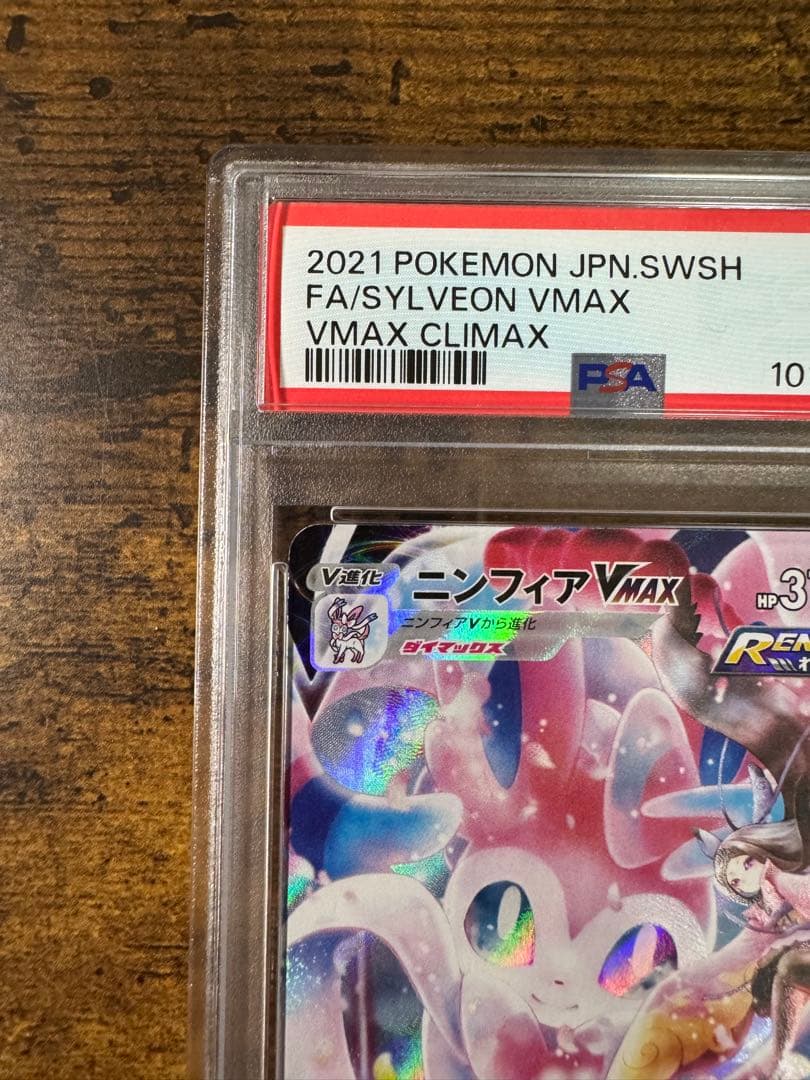 2021 POKEMON JPN.SWSH
FA/SYLVEON VMAX
VMAX CLIMAX
PSA
10
V進化
ニンフィアVMAX
HP
ニンフィアVから進化
ダイマックス